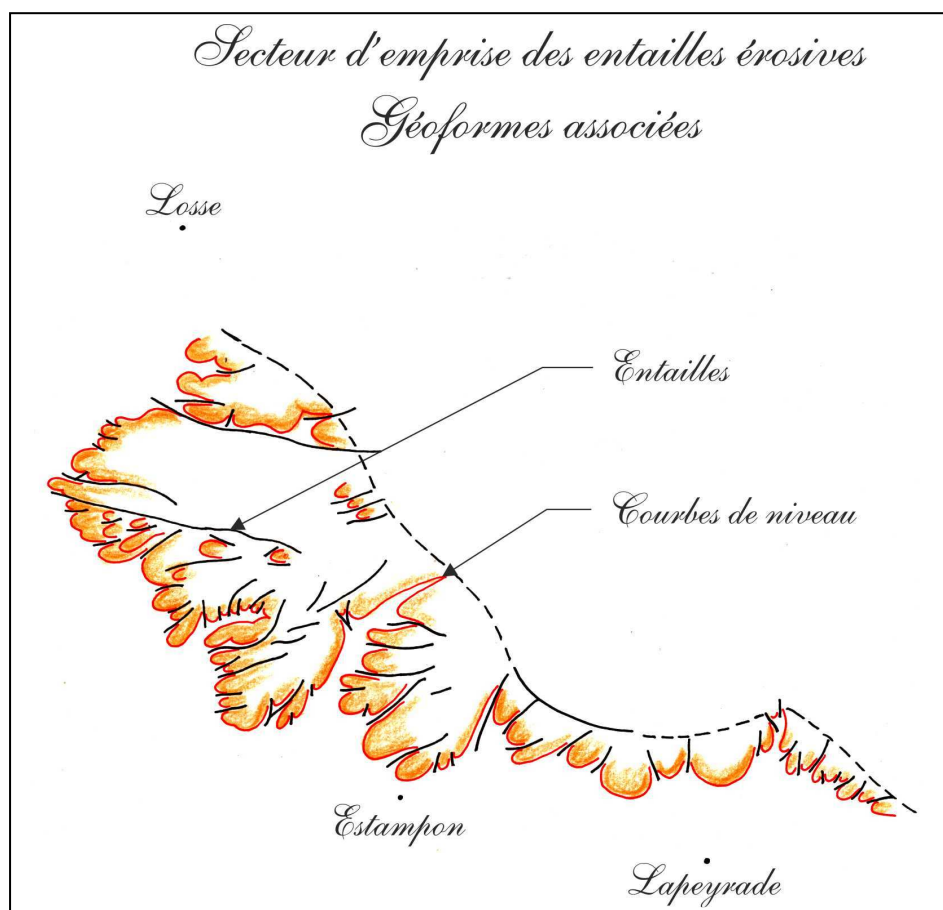 Secteur d'emprise des entailles érosives
Géoformes associées
Losse
Entailles
Courbes de niveau
Estampon
Lapeyrade